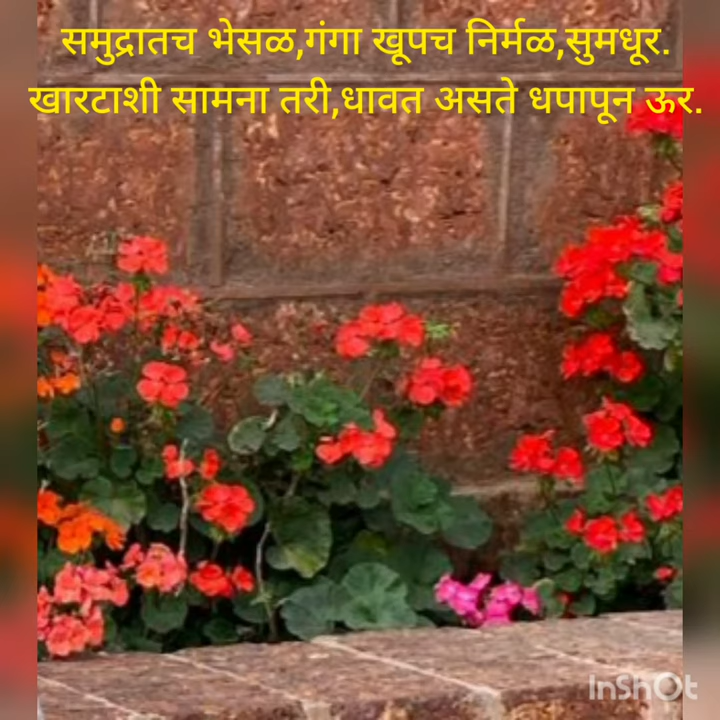 समुद्रातच भेसळ,गंगा खूपच निर्मळ,सुमधूर.
खारटाशी सामना तरी,धावत असते धपापून ऊर.
InShOt